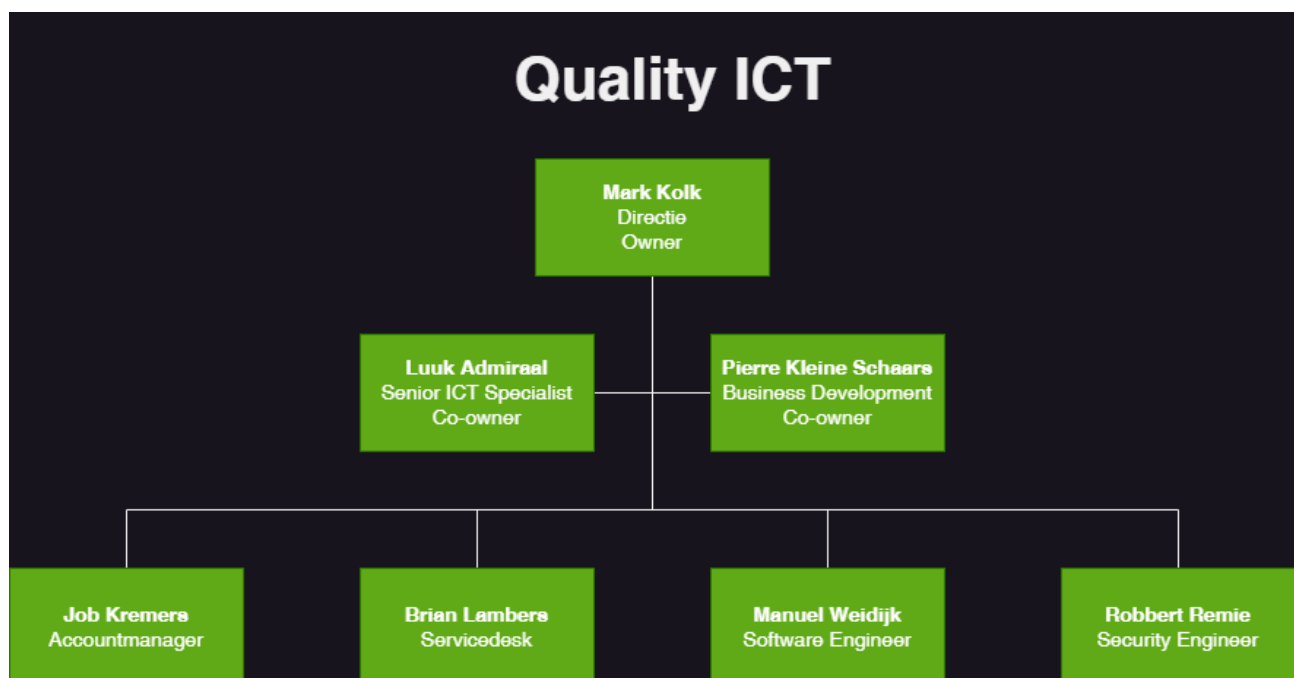 Quality ICT
Mark Kolk
Directie
Owner
Luuk Admiraal
Senior ICT Specialist
Co-owner
Pierre Kleine Schaars
Business Development
Co-owner
Job Kremers
Accountmanager
Brian Lambers
Servicedesk
Manuel Weidijk
Software Engineer
Robbert Remie
Security Engineer